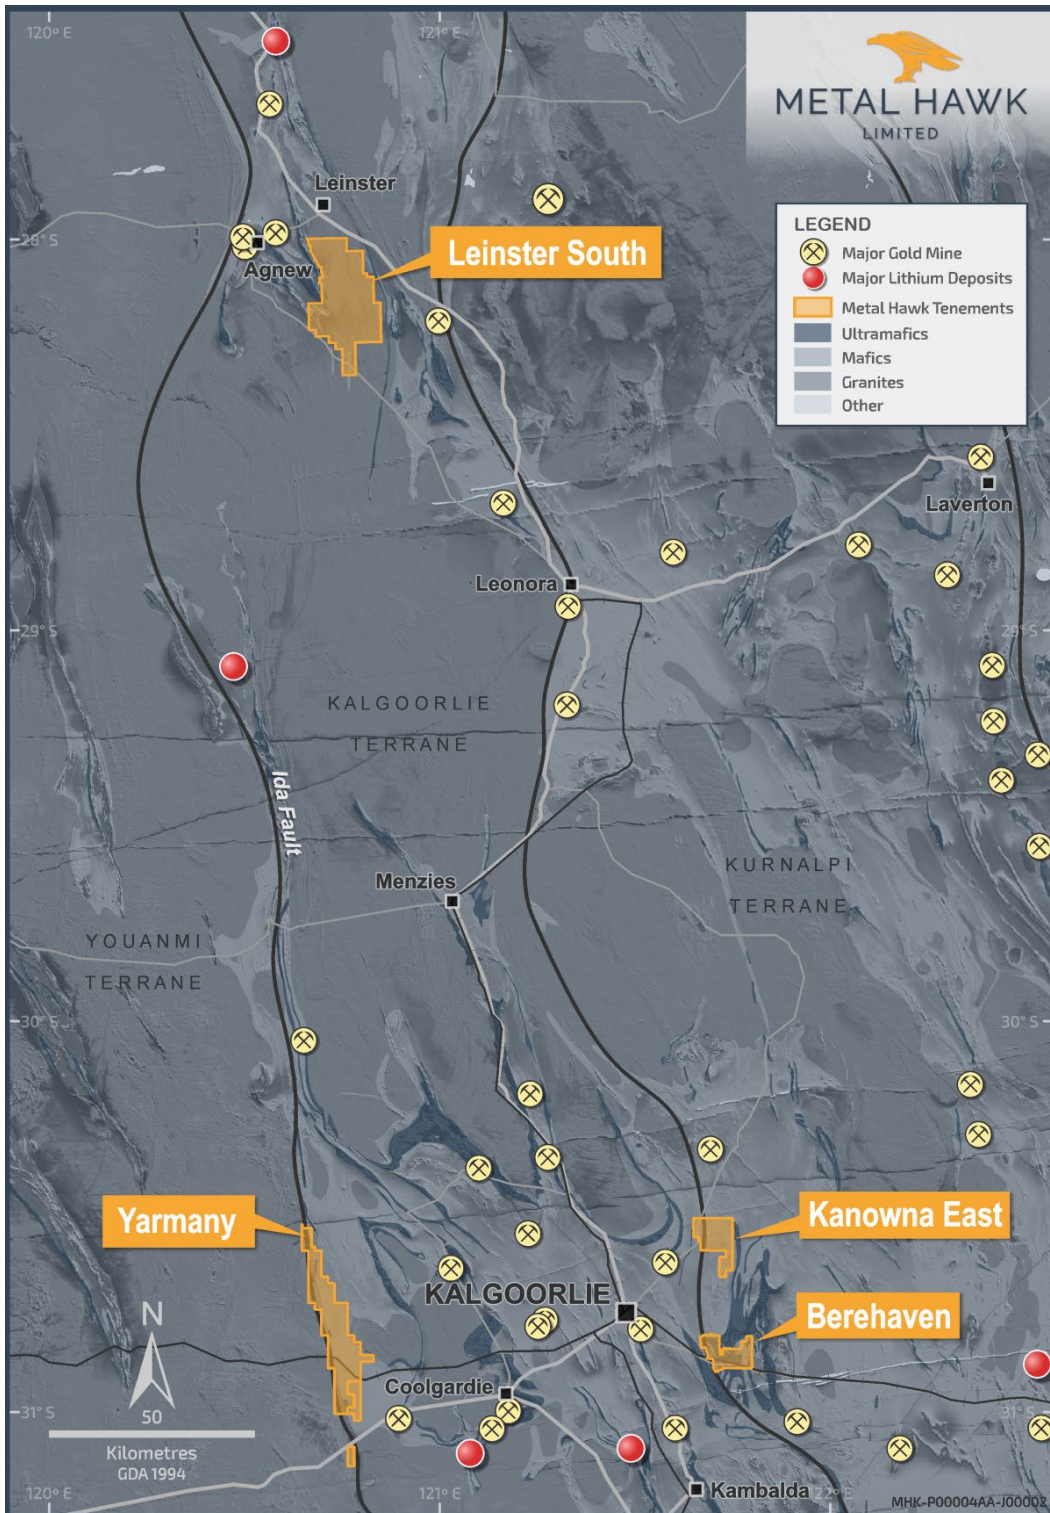 120° E
121° E
METAL HAWK
LIMITED
Leinster
LEGEND
Major Gold Mine
Major Lithium Deposits
Metal Hawk Tenements
Ultramafics
Mafics
Granites
Other
28° S
Agnew
Leinster South
Laverton
Leonora
29° S
29° S
KALGOORLIE
TERRANE
Ida Fault
Menzies
KURNALPI
TERRANE
YOUANMI
TERRANE
30° S
30° S
Yarmany
Kanowna East
KALGOORLIE
Berehaven
N
Coolgardie
31° S
31° S
50
Kilometres
GDA 1994
Kambalda
120° E
121° E
122° E
MHK-P00004AA-J00002